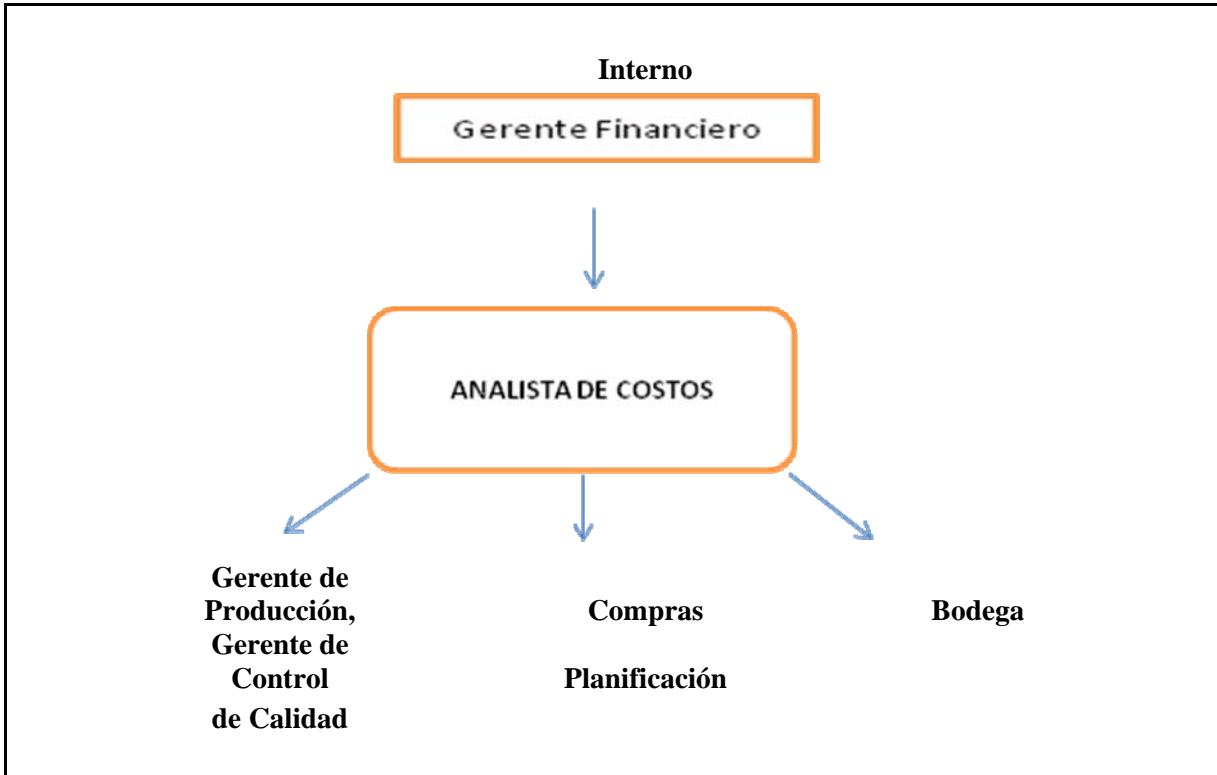 Interno
Gerente Financiero
ANALISTA DE COSTOS
Gerente de
Producción,
Gerente de
Control
de Calidad
Compras
Planificación
Bodega